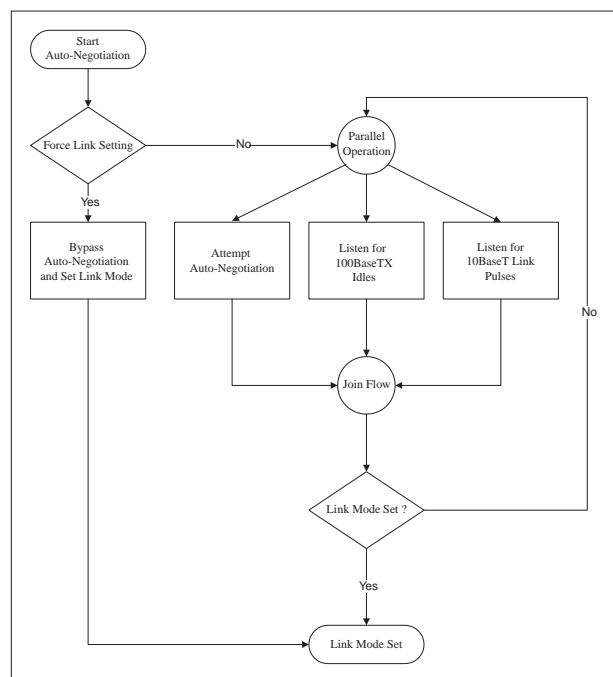 Start
Auto-Negotiation
Force Link Setting
No
Parallel
Operation
Yes
Bypass
Auto-Negotiation
and Set Link Mode
Attempt
Auto-Negotiation
Listen for
100BaseTX
Idles
Listen for
10BaseT Link
Pulses
No
Join Flow
Link Mode Set ?
Yes
Link Mode Set